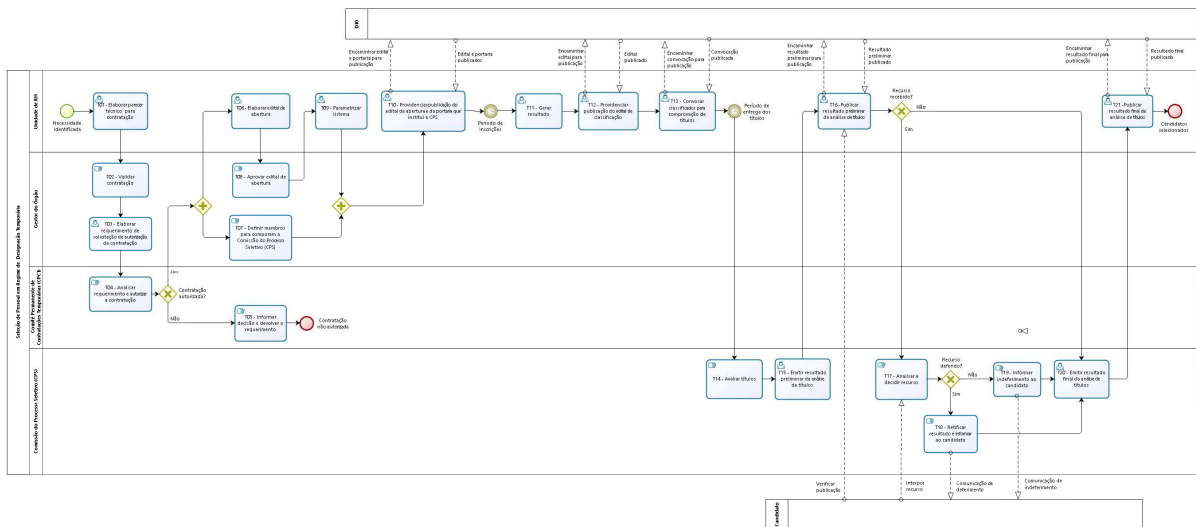 DIO
Encaminhar edital
e portaria para
publicação
Edital e portaria
publicados
Encaminhar
edital para
publicação
Edital
publicado
Encaminhar
convocação para
publicação
Convocação
publicada
Encaminhar
resultado
preliminar para
publicação
Resultado
preliminar
publicado
Encaminhar
resultado final para
publicação
Resultado final
publicado
Seleção de Pessoal em Regime de Designação Temporária
Unidade de RH
Necessidade
identificada
T01 - Elaborar parecer
técnico para
contratação
T06 - Elaborar edital de
abertura
T09 - Parametrizar
sistema
T10 - Providenciar publicação de
edital de abertura e da portaria que
institui a CPS
Período de
inscrições
T11 - Gerar
resultado
T12 - Providenciar
publicação do edital de
classificação
T13 - Convocar
classificados para
comprovação de
títulos
Período de
entrega dos
títulos
T16 - Publicar
resultado preliminar
da análise de títulos
Recurso
recebido?
Não
Sim
T21 - Publicar
resultado final de
análise de títulos
Candidatos
selecionados
Gestor do Órgão
T02 - Validar
contratação
T03 - Elaborar
requerimento de
solicitação de autorização
da contratação
T08 - Aprovar edital de
abertura
T07 - Definir membros
para comporem a
Comissão do Processo
Seletivo (CPS)
Comitê Permanente de
Contratações Temporárias (CPCT)
T04 - Analisar
requerimento e autorizar
a contratação
Sim
Contratação
autorizada?
Não
T05 - Informar
decisão e devolver o
requerimento
Contratação
não autorizada
Comissão do Processo Seletivo (CPS)
T14 - Avaliar títulos
T15 - Emitir resultado
preliminar da análise
de títulos
T17 - Analisar e
decidir recurso
Recurso
deferido?
Não
Sim
T19 - Informar
indeferimento ao
candidato
T20 - Emitir resultado
final da análise de
títulos
T18 - Retificar
resultado e informar
ao candidato
Verificar
publicação
Interpor
recurso
Comunicação de
deferimento
Comunicação de
indeferimento
Candidato